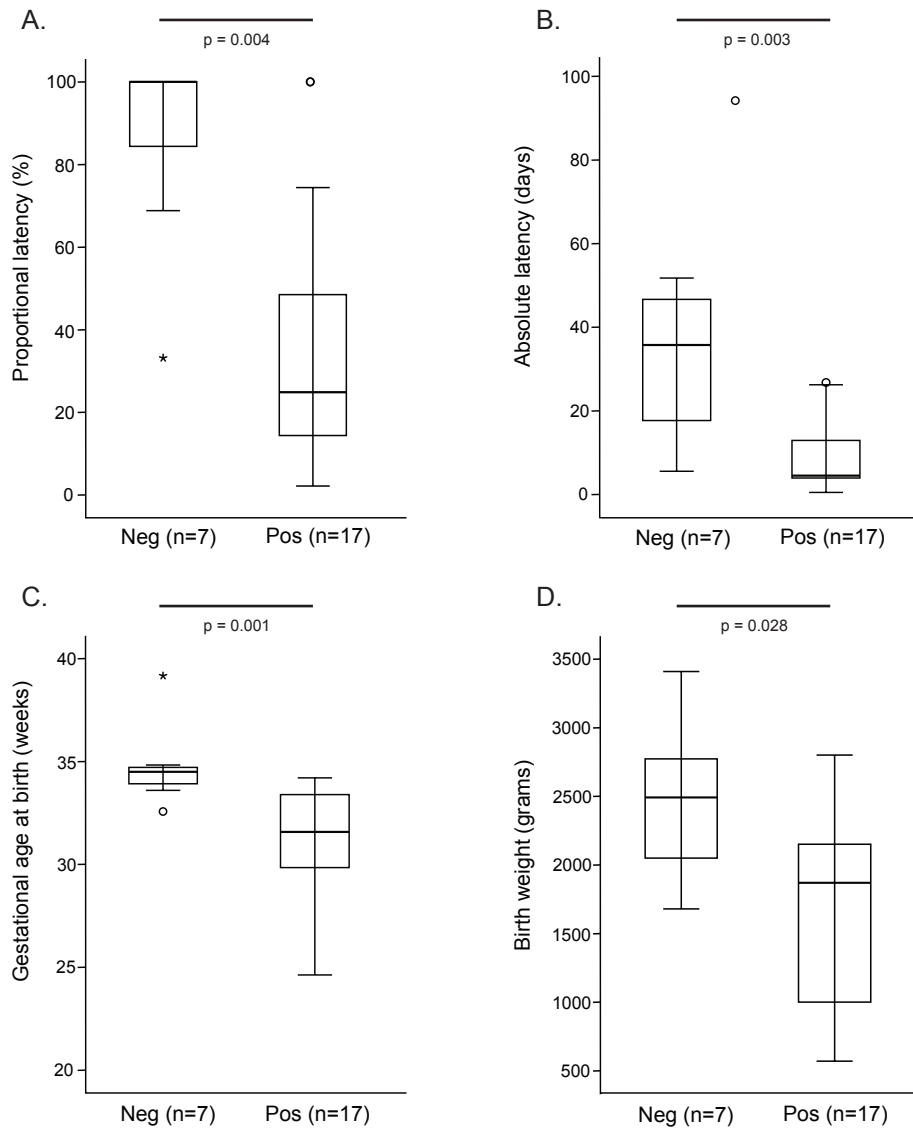 A.
p = 0.004
Proportional latency (%)
100
80
60
40
20
0
Neg (n=7) Pos (n=17)
B.
p = 0.003
Absolute latency (days)
100
80
60
40
20
0
Neg (n=7) Pos (n=17)
C.
p = 0.001
Gestational age at birth (weeks)
40
35
30
25
20
Neg (n=7) Pos (n=17)
D.
p = 0.028
Birth weight (grams)
3500
3000
2500
2000
1500
1000
500
Neg (n=7) Pos (n=17)